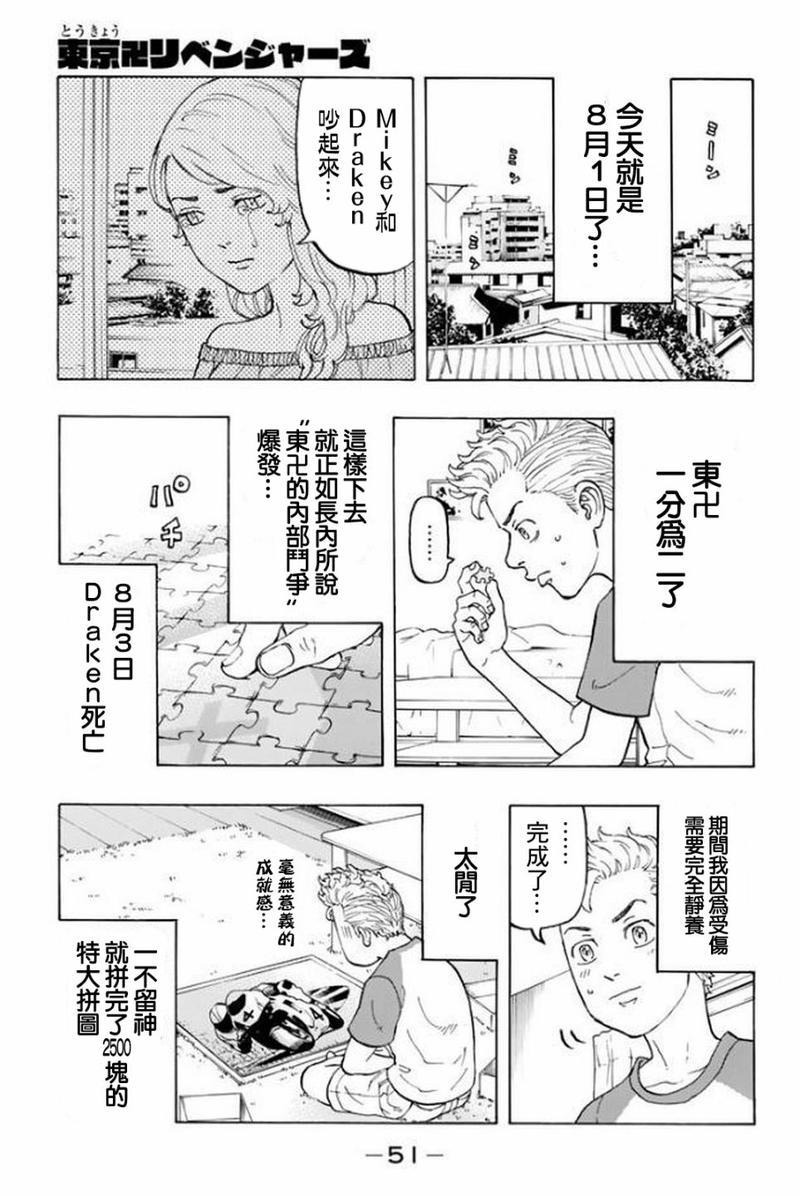 とうきょう
東京卍リベンジャーズ
今天就是
8月1日了…
ミーン
ミン
ミン
Mikey和
Draken
吵起來…
東卍
一分為二了
……
這樣下去
就正如長內所說
“東卍的內部鬥爭”
爆發…
パチ
8月3日
Draken死亡
期間我因為受傷
需要完全靜養
……
完成了…
太閒了
毫無意義的
成就感…
一不留神
就拼完了
2500塊的
特大拼圖
—51—